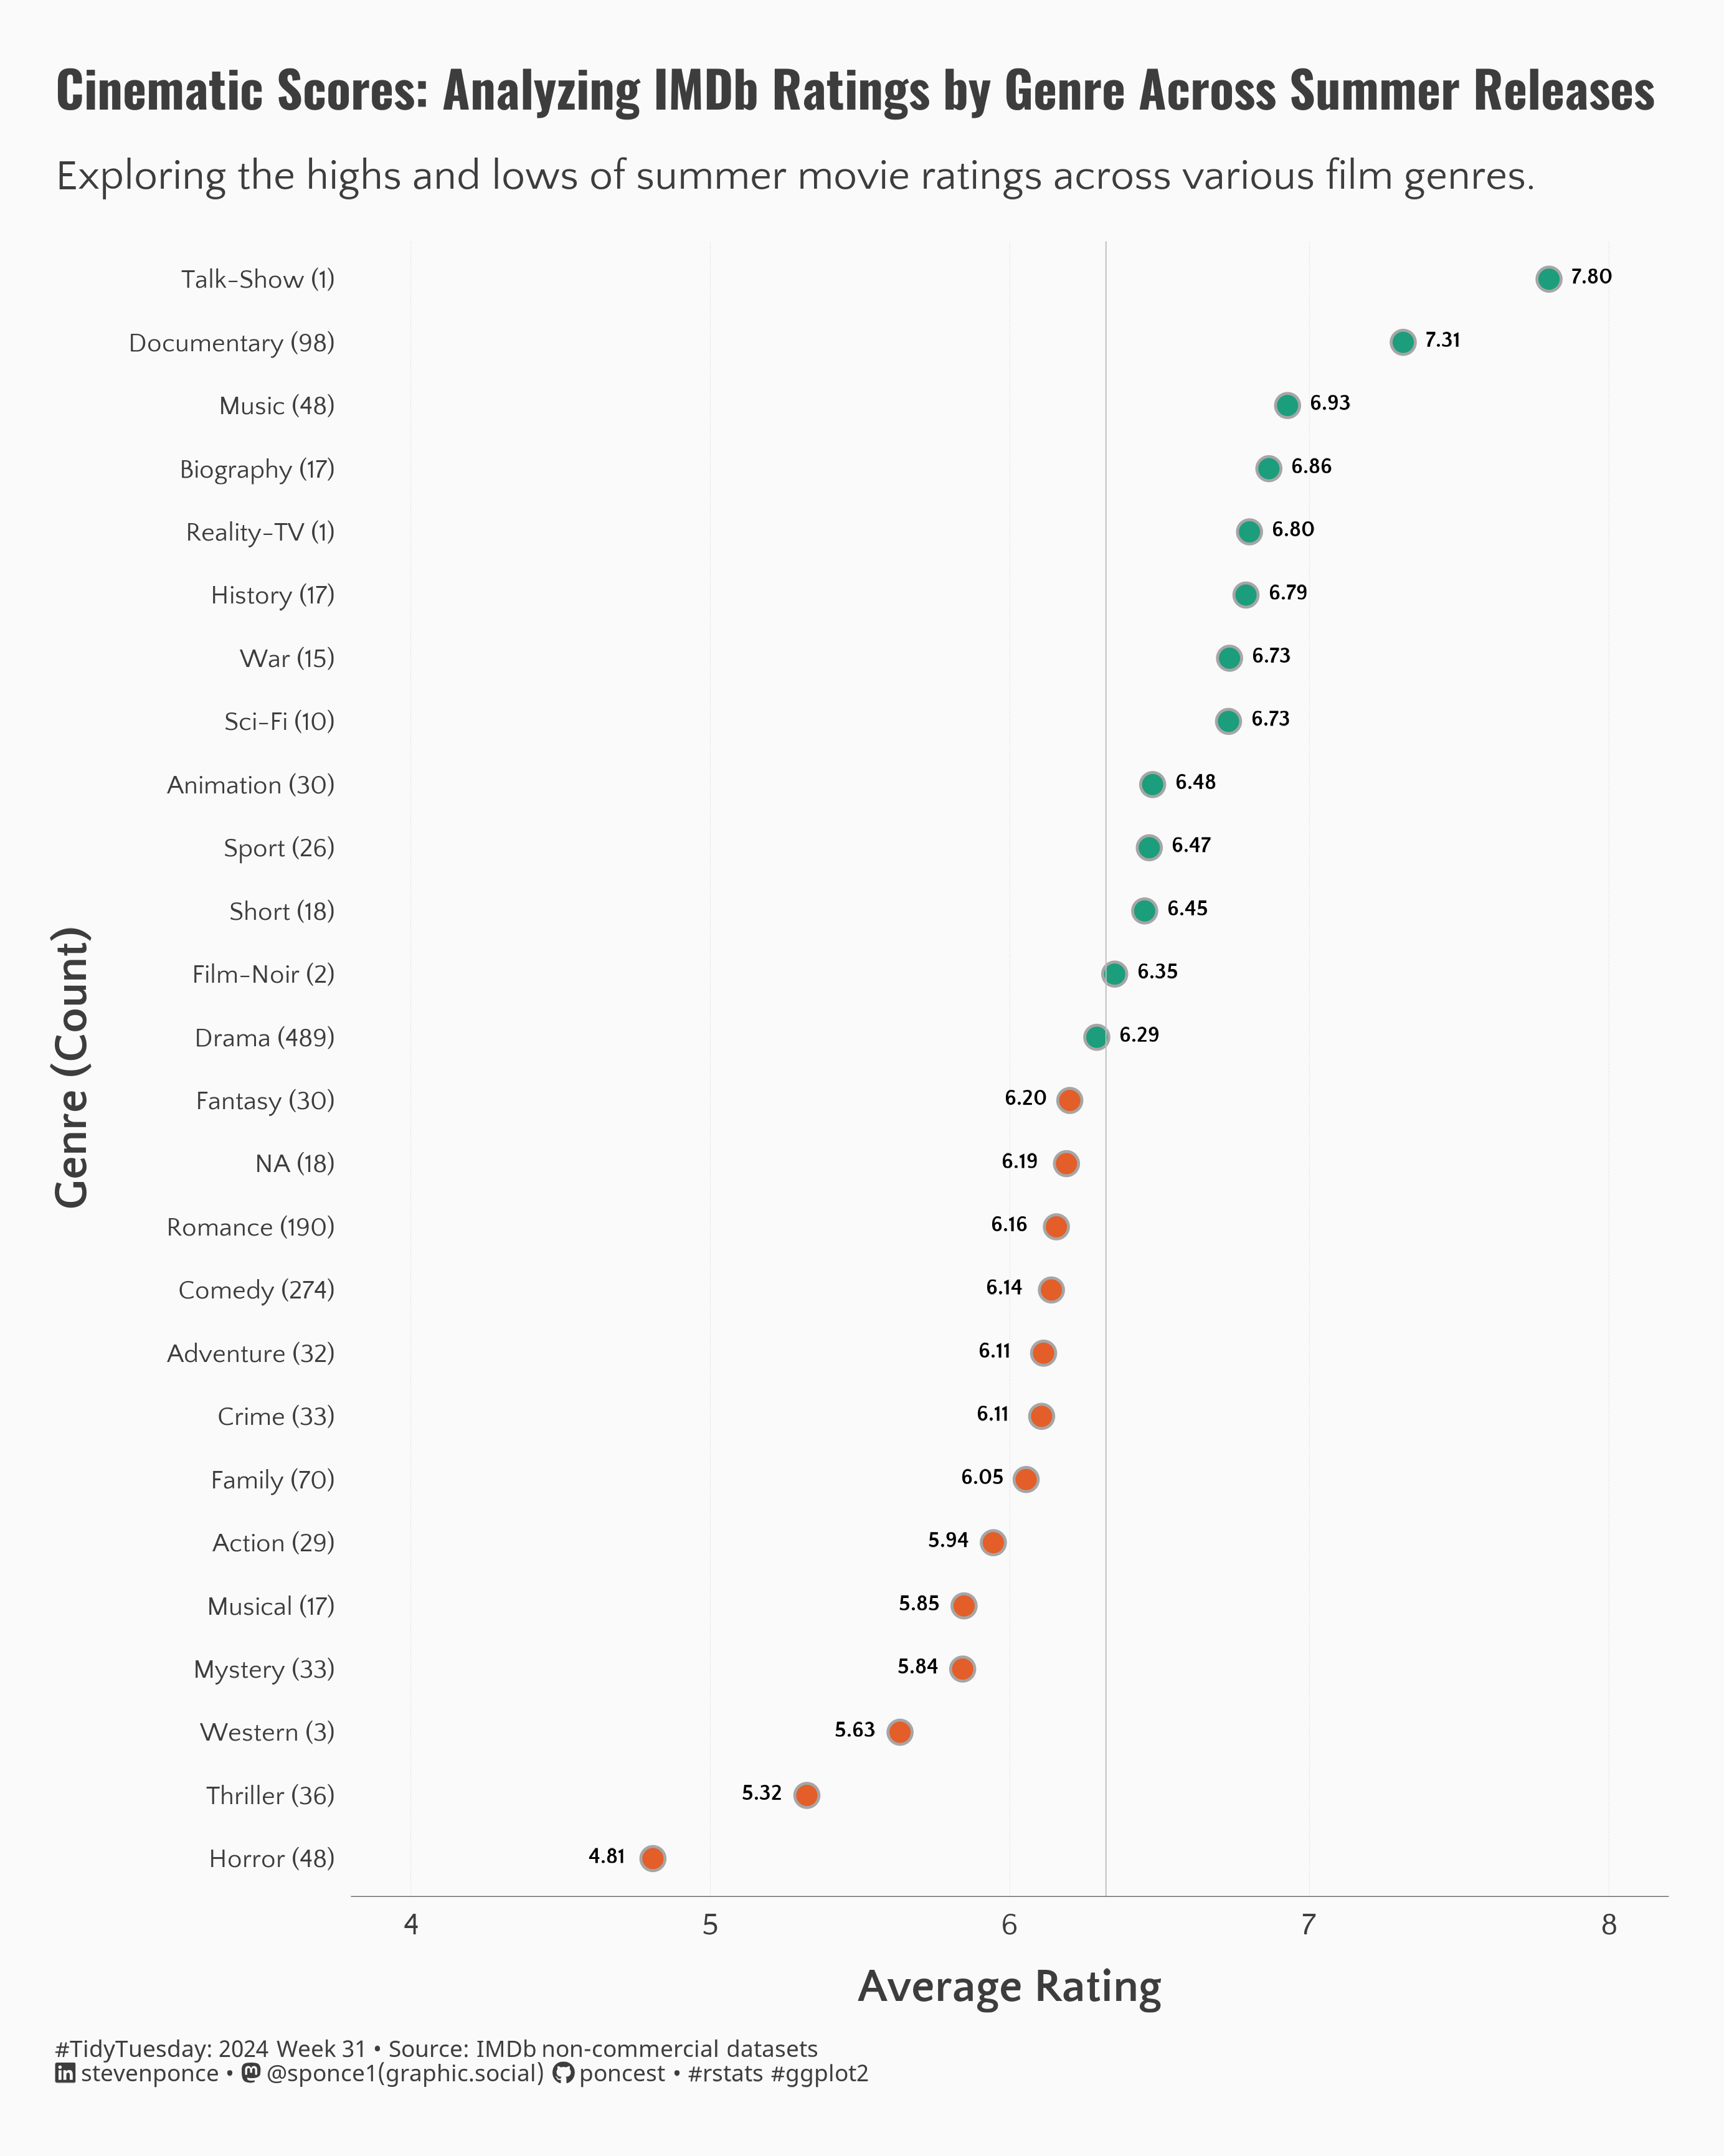 Cinematic Scores: Analyzing IMDb Ratings by Genre Across Summer Releases
Exploring the highs and lows of summer movie ratings across various film genres.
Genre (Count)
Talk-Show (1) 7.80
Documentary (98) 7.31
Music (48) 6.93
Biography (17) 6.86
Reality-TV (1) 6.80
History (17) 6.79
War (15) 6.73
Sci-Fi (10) 6.73
Animation (30) 6.48
Sport (26) 6.47
Short (18) 6.45
Film-Noir (2) 6.35
Drama (489) 6.29
Fantasy (30) 6.20
NA (18) 6.19
Romance (190) 6.16
Comedy (274) 6.14
Adventure (32) 6.11
Crime (33) 6.11
Family (70) 6.05
Action (29) 5.94
Musical (17) 5.85
Mystery (33) 5.84
Western (3) 5.63
Thriller (36) 5.32
Horror (48) 4.81
4 5 6 7 8
Average Rating
#TidyTuesday: 2024 Week 31 • Source: IMDb non-commercial datasets
stevenponce • @sponce1(graphic.social) poncest • #rstats #ggplot2